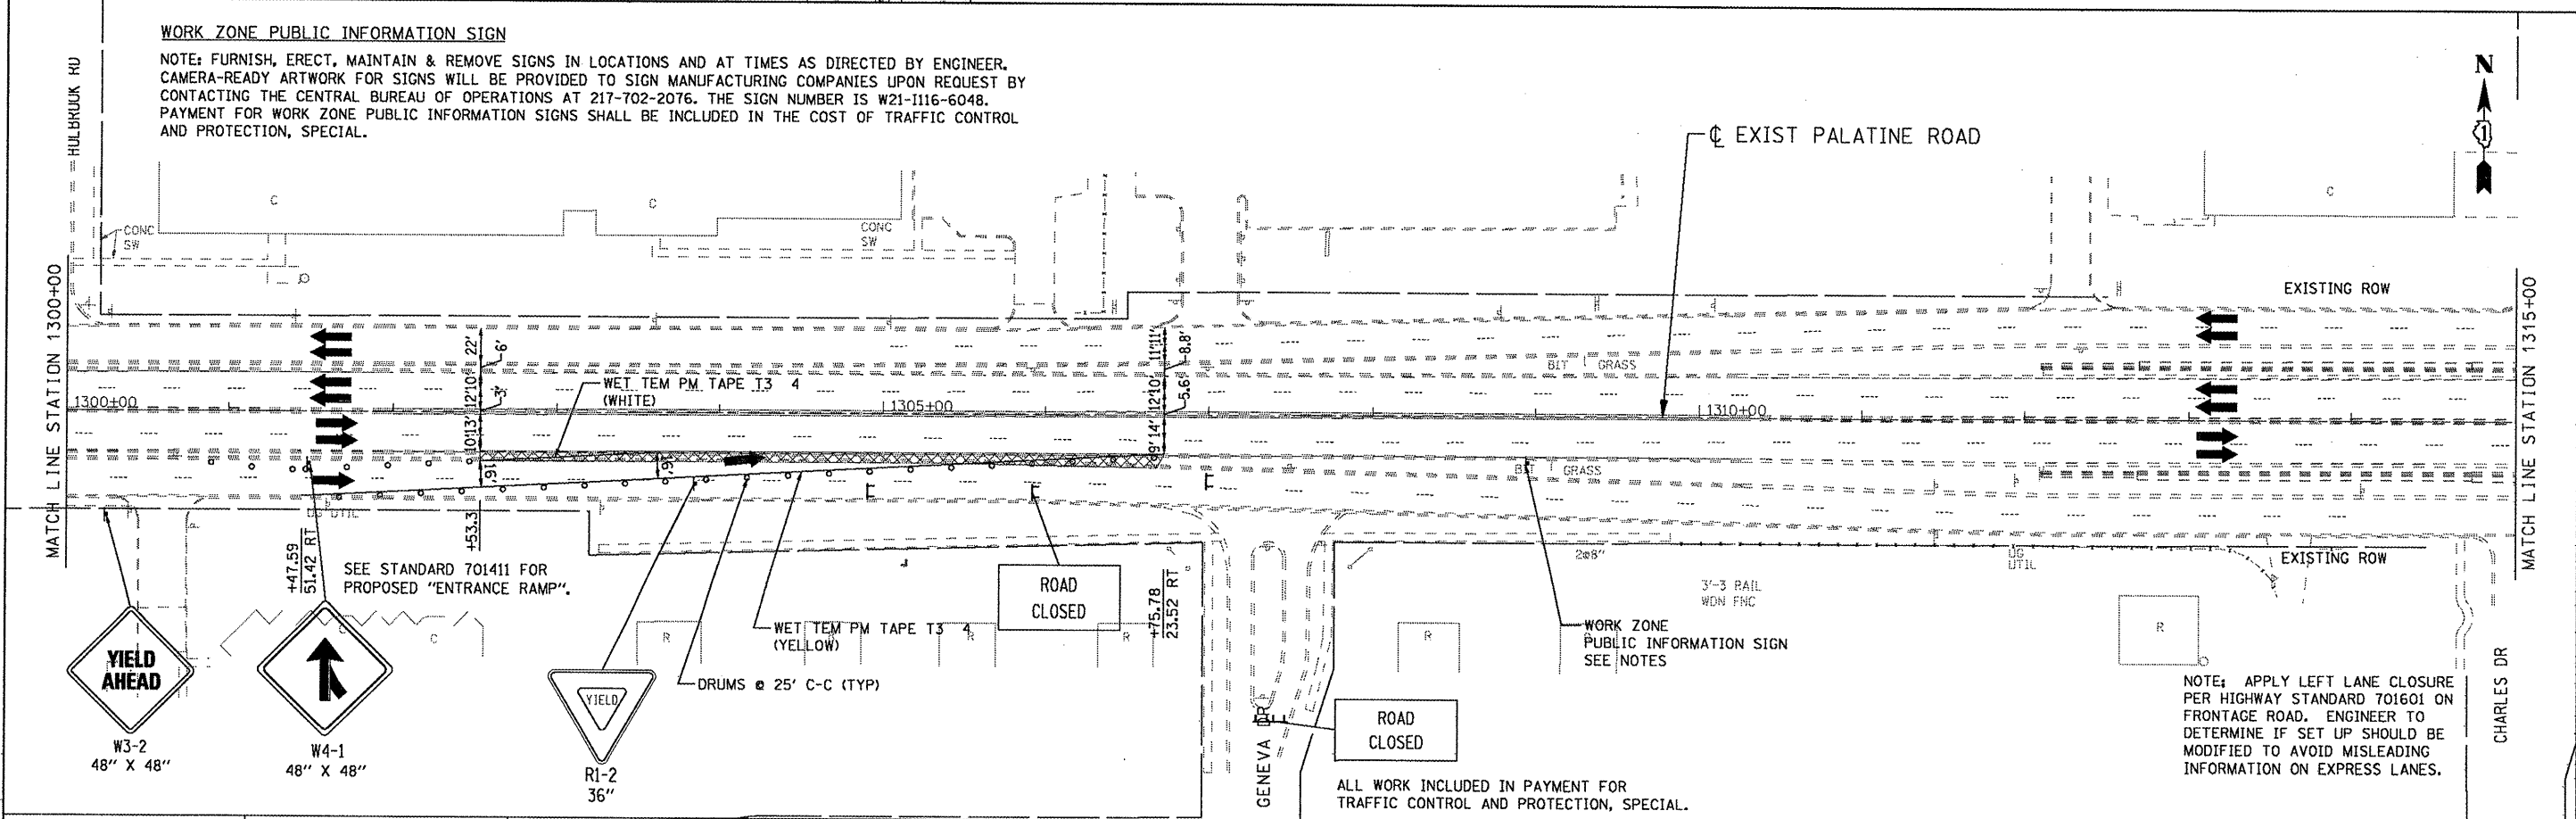 WORK ZONE PUBLIC INFORMATION SIGN
NOTE: FURNISH, ERECT, MAINTAIN & REMOVE SIGNS IN LOCATIONS AND AT TIMES AS DIRECTED BY ENGINEER.
CAMERA-READY ARTWORK FOR SIGNS WILL BE PROVIDED TO SIGN MANUFACTURING COMPANIES UPON REQUEST BY
CONTACTING THE CENTRAL BUREAU OF OPERATIONS AT 217-702-2076. THE SIGN NUMBER IS W21-I116-6048.
PAYMENT FOR WORK ZONE PUBLIC INFORMATION SIGNS SHALL BE INCLUDED IN THE COST OF TRAFFIC CONTROL
AND PROTECTION, SPECIAL.
HOLBROOK RD
N
1
℄ EXIST PALATINE ROAD
C
C
C
CONC
SW
CONC
SW
EXISTING ROW
MATCH LINE STATION 1300+00
MATCH LINE STATION 1315+00
22'
6'
12'10'
3'
10'13'
16'
+53.3
11'11'
8.8'
12'10'
5.6'
14'
9'
WET TEM PM TAPE T3 4
(WHITE)
BIT
GRASS
1300+00
1305+00
1310+00
BIT
GRASS
UG UTIL
+47.59
51.42 RT
SEE STANDARD 701411 FOR
PROPOSED "ENTRANCE RAMP".
2@8"
UG
UTIL
EXISTING ROW
ROAD
CLOSED
+75.78
23.52 RT
3'-3 RAIL
WDN FNC
C
C
R
R
R
R
R
R
WET TEM PM TAPE T3 4
(YELLOW)
DRUMS @ 25' C-C (TYP)
WORK ZONE
PUBLIC INFORMATION SIGN
SEE NOTES
YIELD
AHEAD
W3-2
48" X 48"
W4-1
48" X 48"
YIELD
R1-2
36"
GENEVA DR
ROAD
CLOSED
ALL WORK INCLUDED IN PAYMENT FOR
TRAFFIC CONTROL AND PROTECTION, SPECIAL.
NOTE: APPLY LEFT LANE CLOSURE
PER HIGHWAY STANDARD 701601 ON
FRONTAGE ROAD. ENGINEER TO
DETERMINE IF SET UP SHOULD BE
MODIFIED TO AVOID MISLEADING
INFORMATION ON EXPRESS LANES.
CHARLES DR